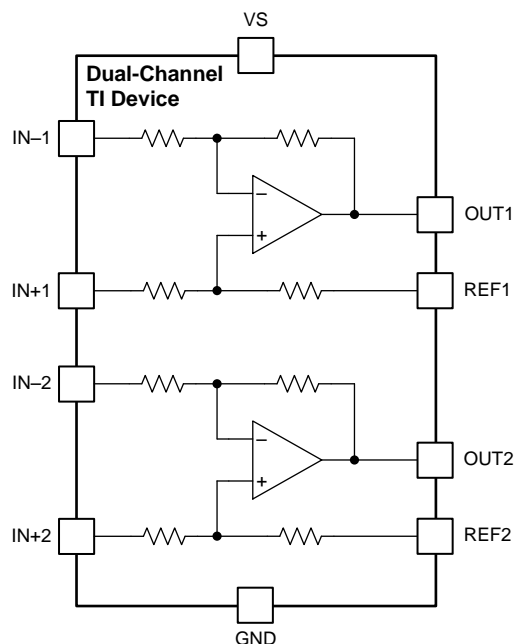 VS
Dual-Channel
TI Device
IN–1
OUT1
IN+1
REF1
IN–2
OUT2
IN+2
REF2
GND